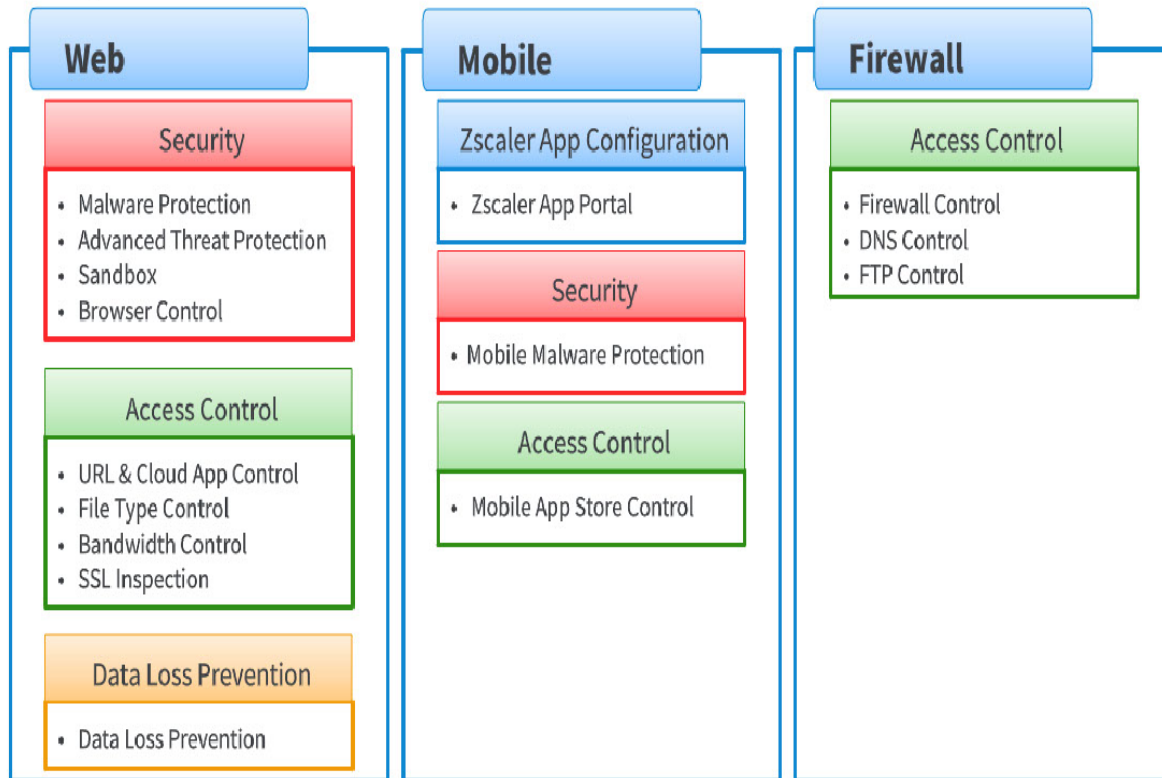 Web
Security
• Malware Protection
• Advanced Threat Protection
• Sandbox
• Browser Control
Access Control
• URL & Cloud App Control
• File Type Control
• Bandwidth Control
• SSL Inspection
Data Loss Prevention
• Data Loss Prevention
Mobile
Zscaler App Configuration
• Zscaler App Portal
Security
• Mobile Malware Protection
Access Control
• Mobile App Store Control
Firewall
Access Control
• Firewall Control
• DNS Control
• FTP Control